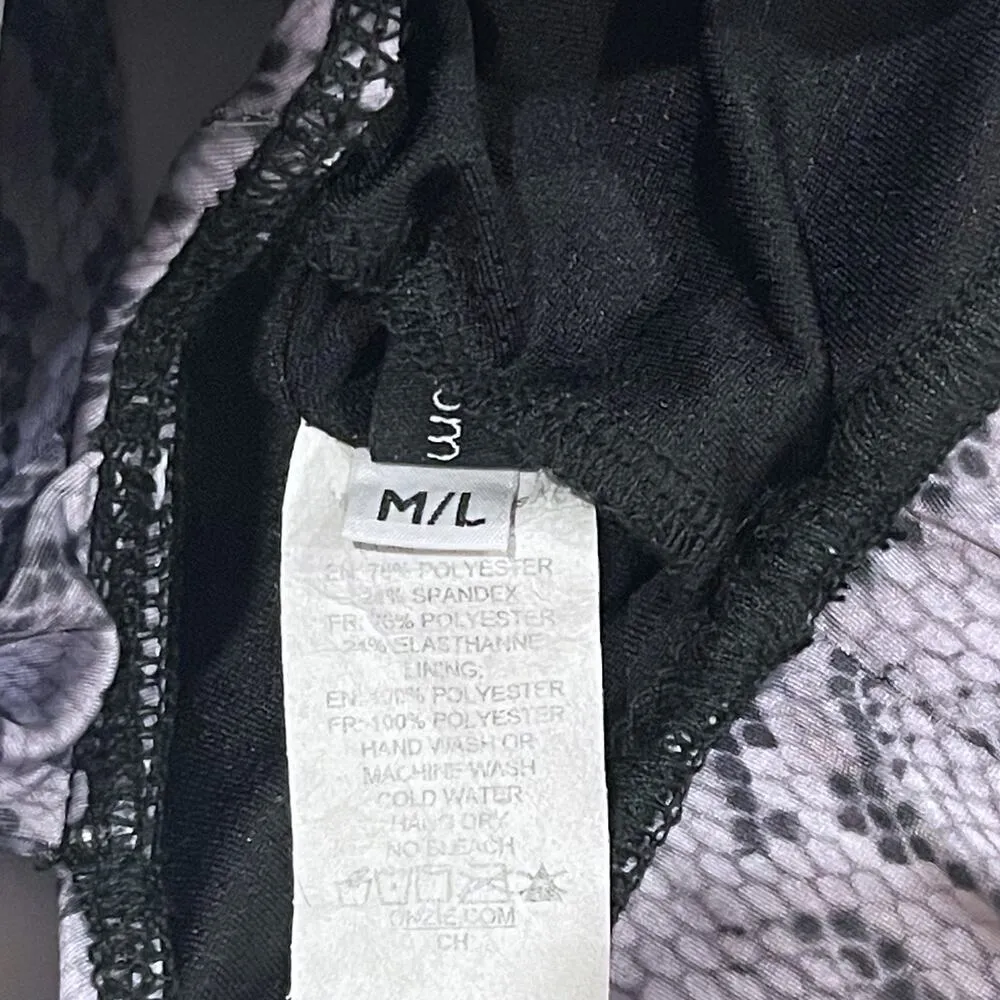 M/L
EN: 76% POLYESTER
24% SPANDEX
FR: 76% POLYESTER
24% ELASTHANNE
LINING:
EN: 100% POLYESTER
FR: 100% POLYESTER
HAND WASH OR
MACHINE WASH
COLD WATER
HANG DRY
NO BLEACH
ONZIE.COM
CH